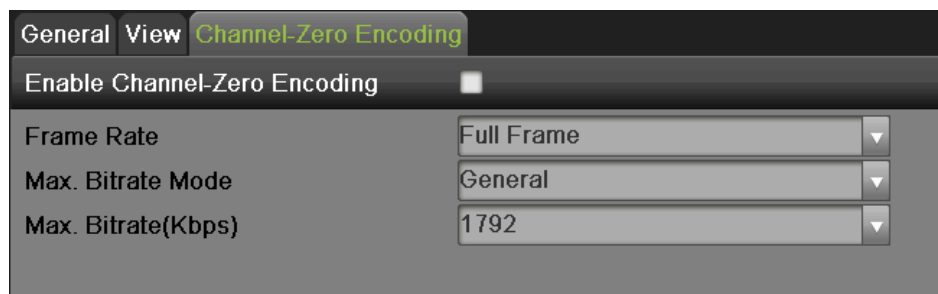 General View Channel-Zero Encoding
Enable Channel-Zero Encoding
Frame Rate Full Frame
Max. Bitrate Mode General
Max. Bitrate(Kbps) 1792